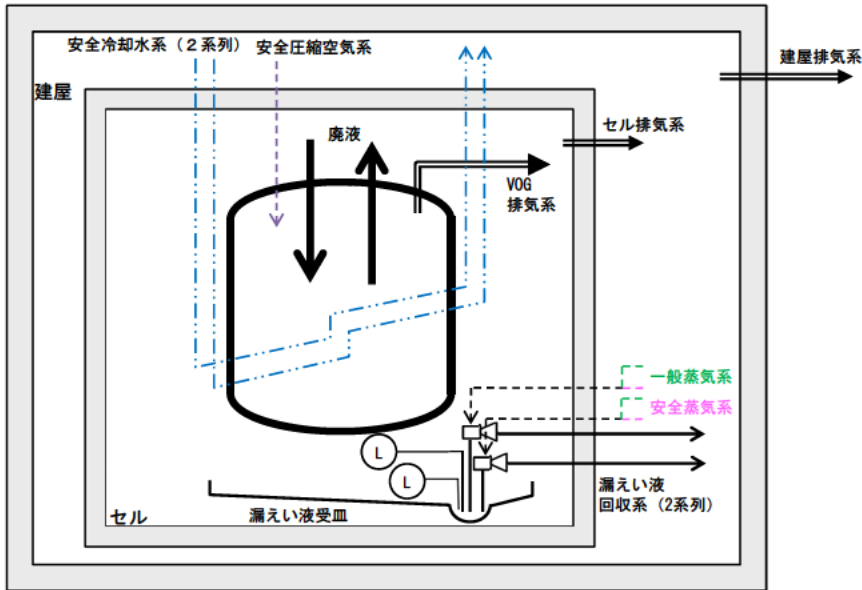 安全冷却水系（２系列）
安全圧縮空気系
建屋排気系
建屋
セル排気系
廃液
VOG
排気系
一般蒸気系
安全蒸気系
L
L
漏えい液
回収系（2系列）
漏えい液受皿
セル